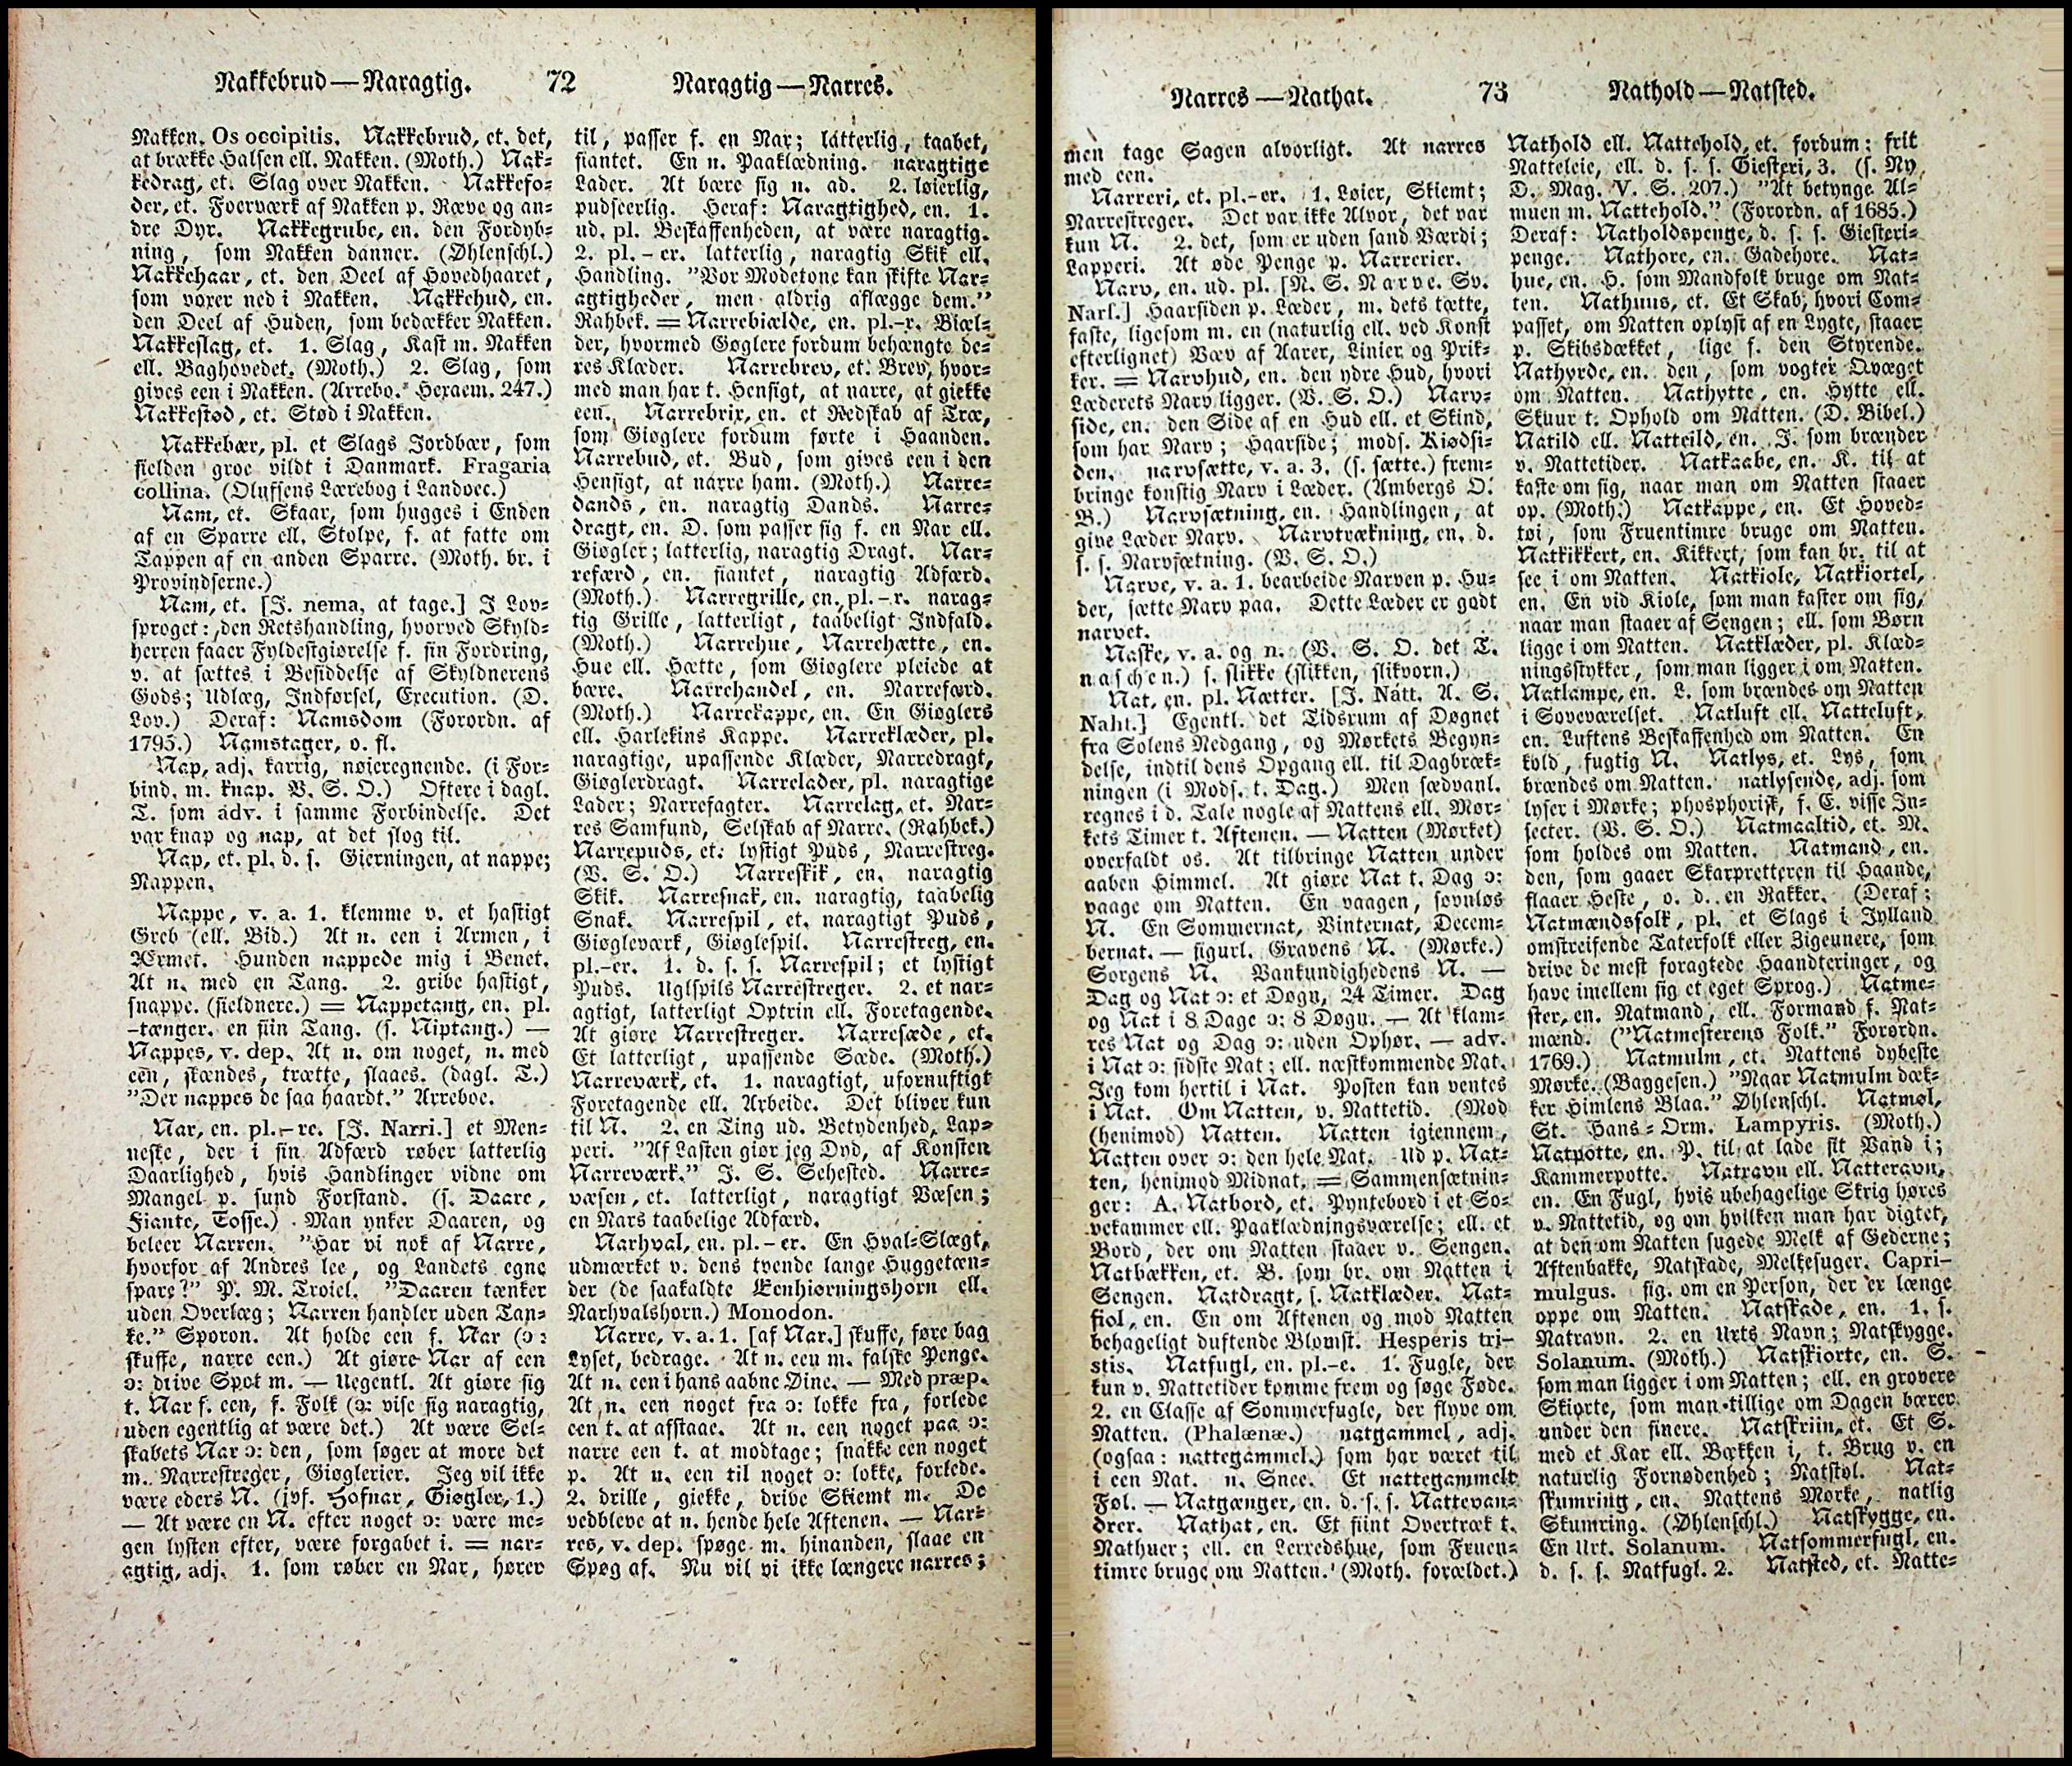 Nakkebrud — Naragtig. 72 Naragtig — Narres.
Nakken. Os occipitis. Nakkebrud, et. det,
at brække Halsen ell. Nakken. (Moth.) Nak-
kedrag, et. Slag over Nakken. Nakkefo-
der, et. Foerværk af Nakken p. Ræve og an-
dre Dyr. Nakkegrube, en. den Fordyb-
ning, som Nakken danner. (Øhlenschl.)
Nakkehaar, et. den Deel af Hovedhaaret,
som voxer ned i Nakken. Nakkehud, en.
den Deel af Huden, som bedækker Nakken.
Nakkeslag, et. 1. Slag, Kast m. Nakken
ell. Baghovedet. (Moth.) 2. Slag, som
gives een i Nakken. (Arrebo. Hexaem. 247.)
Nakkestød, et. Stød i Nakken.
Nakkebær, pl. et Slags Jordbær, som
sielden groe vildt i Danmark. Fragaria
collina. (Olufsens Lærebog i Landoec.)
Nam, et. Skaar, som hugges i Enden
af en Sparre ell. Stolpe, f. at fatte om
Tappen af en anden Sparre. (Moth. br. i
Provindserne.)
Nam, et. [J. nema, at tage.] I Lov-
sproget: den Retshandling, hvorved Skyld-
herren faaer Fyldestgiørelse f. sin Fordring,
v. at sættes i Besiddelse af Skyldnerens
Gods; Udlæg, Indførsel, Execution. (D.
Lov.) Deraf: Namsdom (Forordn. af
1795.) Namstager, o. fl.
Nap, adj. karrig, nøieregnende. (i For-
bind. m. knap. V. S. O.) Oftere i dagl.
T. som adv. i samme Forbindelse. Det
var knap og nap, at det slog til.
Nap, et. pl. d. s. Gierningen, at nappe;
Nappen.
Nappe, v. a. 1. klemme v. et hastigt
Greb (ell. Bid.) At n. een i Armen, i
Ærmet. Hunden nappede mig i Benet.
At n. med en Tang. 2. gribe hastigt,
snappe. (sieldnere.) = Nappetang, en. pl.
-tænger. en fiin Tang. (s. Niptang.) —
Nappes, v. dep. At n. om noget, n. med
een, skændes, trætte, slaaes. (dagl. T.)
"Der nappes de saa haardt." Arreboe.
Nar, en. pl. -re. [J. Narri.] et Men-
neske, der i sin Adfærd røber latterlig
Daarlighed, hvis Handlinger vidne om
Mangel p. sund Forstand. (s. Daare,
Fiante, Tosse.) Man ynker Daaren, og
beleer Narren. "Har vi nok af Narre,
hvorfor af Andres lee, og Landets egne
spare?" P. M. Troiel. "Daaren tænker
uden Overlæg; Narren handler uden Tan-
ke." Sporon. At holde een f. Nar (ɔ:
skuffe, narre een.) At giøre Nar af een
ɔ: drive Spot m. — Uegentl. At giøre sig
t. Nar f. een, f. Folk (ɔ: vise sig naragtig,
uden egentlig at være det.) At være Sel-
skabets Nar ɔ: den, som søger at more det
m. Narrestreger, Giøglerier. Jeg vil ikke
være eders N. (jvf. Hofnar, Giøgler, 1.)
— At være en N. efter noget ɔ: være me-
gen lysten efter, være forgabet i. = nar-
agtig, adj. 1. som røber en Nar, hører
til, passer f. en Nar; latterlig, taabet,
fiantet. En n. Paaklædning. naragtige
Lader. At bære sig n. ad. 2. løierlig,
pudseerlig. Heraf: Naragtighed, en. 1.
ud. pl. Beskaffenheden, at være naragtig.
2. pl. -er. latterlig, naragtig Skik ell.
Handling. "Vor Modetone kan skifte Nar-
agtigheder, men aldrig aflægge dem."
Rahbek. = Narrebiælde, en. pl.-r. Biæl-
der, hvormed Gøglere fordum behængte de-
res Klæder. Narrebrev, et. Brev, hvor-
med man har t. Hensigt, at narre, at giekke
een. Narrebrix, en. et Redskab af Træ,
som Giøglere fordum førte i Haanden.
Narrebud, et. Bud, som gives een i den
Hensigt, at narre ham. (Moth.) Narre-
dands, en. naragtig Dands. Narre-
dragt, en. D. som passer sig f. en Nar ell.
Giøgler; latterlig, naragtig Dragt. Nar-
refærd, en. fiantet, naragtig Adfærd.
(Moth.) Narregrille, en. pl. -r. narag-
tig Grille, latterligt, taabeligt Indfald.
(Moth.) Narrehue, Narrehætte, en.
Hue ell. Hætte, som Giøglere pleiede at
bære. Narrehandel, en. Narrefærd.
(Moth.) Narrekappe, en. En Giøglers
ell. Harlekins Kappe. Narreklæder, pl.
naragtige, upassende Klæder, Narredragt,
Giøglerdragt. Narrelader, pl. naragtige
Lader; Narrefagter. Narrelag, et. Nar-
res Samfund, Selskab af Narre. (Rahbek.)
Narrepuds, et. lystigt Puds, Narrestreg.
(V. S. O.) Narreskik, en. naragtig
Skik. Narresnak, en. naragtig, taabelig
Snak. Narrespil, et. naragtigt Puds,
Giøgleværk, Giøglespil. Narrestreg, en.
pl.-er. 1. d. s. s. Narrespil; et lystigt
Puds. Uglspils Narrestreger. 2. et nar-
agtigt, latterligt Optrin ell. Foretagende.
At giøre Narrestreger. Narresæde, et.
Et latterligt, upassende Sæde. (Moth.)
Narreværk, et. 1. naragtigt, ufornuftigt
Foretagende ell. Arbeide. Det bliver kun
til N. 2. en Ting ud. Betydenhed, Lap-
peri. "Af Lasten giør jeg Dyd, af Konsten
Narreværk." J. S. Sehested. Narre-
væsen, et. latterligt, naragtigt Væsen;
en Nars taabelige Adfærd.
Narhval, en. pl. -er. En Hval-Slægt,
udmærket v. dens tvende lange Huggetæn-
der (de saakaldte Eenhiørningshorn ell.
Narhvalshorn.) Monodon.
Narre, v. a. 1. [af Nar.] skuffe, føre bag
Lyset, bedrage. At n. een m. falske Penge.
At n. een i hans aabne Øine. — Med præp.
At n. een noget fra ɔ: lokke fra, forlede
een t. at afstaae. At n. een noget paa ɔ:
narre een t. at modtage; snakke een noget
p. At n. een til noget ɔ: lokke, forlede.
2. drille, giekke, drive Skiemt m. De
vedbleve at n. hende hele Aftenen. — Nar-
res, v. dep. spøge m. hinanden, slaae en
Spøg af. Nu vil vi ikke længere narres;
Narres — Nathat. 73 Nathold — Natsted.
men tage Sagen alvorligt. At narres
med een.
Narreri, et. pl.-er. 1. Løier, Skiemt;
Narrestreger. Det var ikke Alvor, det var
kun N. 2. det, som er uden sand Værdi;
Lapperi. At øde Penge p. Narrerier.
Narv, en. ud. pl. [N. S. Narve. Sv.
Narl.] Haarsiden p. Læder, m. dets tætte,
faste, ligesom m. en (naturlig ell. ved Konst
efterlignet) Væv af Aarer, Linier og Prik-
ker. = Narvhud, en. den ydre Hud, hvori
Læderets Narv ligger. (V. S. O.) Narv-
side, en. den Side af en Hud ell. et Skind,
som har Narv; Haarside; mods. Kiødsi-
den. narvsætte, v. a. 3. (s. sætte.) frem-
bringe konstig Narv i Læder. (Ambergs O.
B.) Narvsætning, en. Handlingen, at
give Læder Narv. Narvtrækning, en. d.
s. s. Narvsætning. (V. S. O.)
Narve, v. a. 1. bearbeide Narven p. Hu-
der, sætte Narv paa. Dette Læder er godt
narvet.
Naske, v. a. og n. (V. S. O. det T.
naschen.) s. slikke (slikken, slikvorn.)
Nat, en. pl. Nætter. [J. Nátt. A. S.
Naht.] Egentl. det Tidsrum af Døgnet
fra Solens Nedgang, og Mørkets Begyn-
delse, indtil dens Opgang ell. til Dagbræk-
ningen (i Mods. t. Dag.) Men sædvanl.
regnes i d. Tale nogle af Nattens ell. Mør-
kets Timer t. Aftenen. — Natten (Mørket)
overfaldt os. At tilbringe Natten under
aaben Himmel. At giøre Nat t. Dag ɔ:
vaage om Natten. En vaagen, søvnløs
N. En Sommernat, Vinternat, Decem-
bernat. — figurl. Gravens N. (Mørke.)
Sorgens N. Vankundighedens N. —
Dag og Nat ɔ: et Døgn, 24 Timer. Dag
og Nat i 8 Dage ɔ: 8 Døgn. — At klam-
res Nat og Dag ɔ: uden Ophør. — adv.
i Nat ɔ: sidste Nat; ell. næstkommende Nat.
Jeg kom hertil i Nat. Posten kan ventes
i Nat. Om Natten, v. Nattetid. (Mod
(henimod) Natten. Natten igiennem,
Natten over ɔ: den hele Nat. Ud p. Nat-
ten, henimod Midnat. = Sammensætnin-
ger: A. Natbord, et. Pyntebord i et So-
vekammer ell. Paaklædningsværelse; ell. et
Bord, der om Natten staaer v. Sengen.
Natbækken, et. B. som br. om Natten i
Sengen. Natdragt, s. Natklæder. Nat-
fiol, en. En om Aftenen og mod Natten
behageligt duftende Blomst. Hesperis tri-
stis. Natfugl, en. pl.-e. 1. Fugle, der
kun v. Nattetider komme frem og søge Føde.
2. en Classe af Sommerfugle, der flyve om
Natten. (Phalænæ.) natgammel, adj.
(ogsaa: nattegammel.) som har været til
i een Nat. n. Snee. Et nattegammelt
Føl. — Natgænger, en. d. s. s. Nattevan-
drer. Nathat, en. Et fiint Overtræk t.
Nathuer; ell. en Lerredshue, som Fruen-
timre bruge om Natten. (Moth. forældet.)
Nathold ell. Nattehold, et. fordum: frit
Natteleie, ell. d. s. s. Giesteri, 3. (s. Ny.
D. Mag. V. S. 207.) "At betynge Al-
muen m. Nattehold." (Forordn. af 1685.)
Deraf: Natholdspenge, d. s. s. Giesteri-
penge. Nathore, en. Gadehore. Nat-
hue, en. H. som Mandfolk bruge om Nat-
ten. Nathuus, et. Et Skab, hvori Com-
passet, om Natten oplyst af en Lygte, staaer
p. Skibsdækket, lige f. den Styrende.
Nathyrde, en. den, som vogter Qvæget
om Natten. Nathytte, en. Hytte ell.
Skuur t. Ophold om Natten. (D. Bibel.)
Natild ell. Natteild, en. I. som brænder
v. Nattetider. Natkaabe, en. K. til at
kaste om sig, naar man om Natten staaer
op. (Moth.) Natkappe, en. Et Hoved-
tøi, som Fruentimre bruge om Natten.
Natkikkert, en. Kikkert, som kan br. til at
see i om Natten. Natkiole, Natkiortel,
en. En vid Kiole, som man kaster om sig,
naar man staaer af Sengen; ell. som Børn
ligge i om Natten. Natklæder, pl. Klæd-
ningsstykker, som man ligger i om Natten.
Natlampe, en. L. som brændes om Natten
i Soveværelset. Natluft ell. Natteluft,
en. Luftens Beskaffenhed om Natten. En
kold, fugtig N. Natlys, et. Lys, som
brændes om Natten. natlysende, adj. som
lyser i Mørke; phosphorisk, f. E. visse In-
secter. (V. S. O.) Natmaaltid, et. M.
som holdes om Natten. Natmand, en.
den, som gaaer Skarpretteren til Haande,
flaaer Heste, o. d. en Rakker. (Deraf:
Natmændsfolk, pl. et Slags i Jylland
omstreifende Taterfolk eller Zigeunere, som
drive de mest foragtede Haandteringer, og
have imellem sig et eget Sprog.) Natme-
ster, en. Natmand, ell. Formand f. Nat-
mænd. ("Natmesterens Folk." Forordn.
1769.) Natmulm, et. Nattens dybeste
Mørke. (Baggesen.) "Naar Natmulm dæk-
ker Himlens Blaa." Øhlenschl. Natmøl,
St. Hans-Orm. Lampyris. (Moth.)
Natpotte, en. P. til at lade sit Vand i;
Kammerpotte. Natravn ell. Natteravn,
en. En Fugl, hvis ubehagelige Skrig høres
v. Nattetid, og om hvilken man har digtet,
at den om Natten sugede Melk af Gederne;
Aftenbakke, Natskade, Melkesuger. Capri-
mulgus. fig. om en Person, der er længe
oppe om Natten. Natskade, en. 1. s.
Natravn. 2. en Urts Navn; Natskygge.
Solanum. (Moth.) Natskiorte, en. S.
som man ligger i om Natten; ell. en grovere
Skiorte, som man tillige om Dagen bærer
under den finere. Natskriin, et. Et S.
med et Kar ell. Bækken i, t. Brug v. en
naturlig Fornødenhed; Natstol. Nat-
skumring, en. Nattens Mørke, natlig
Skumring. (Øhlenschl.) Natskygge, en.
En Urt. Solanum. Natsommerfugl, en.
d. s. s. Natfugl. 2. Natsted, et. Natte-